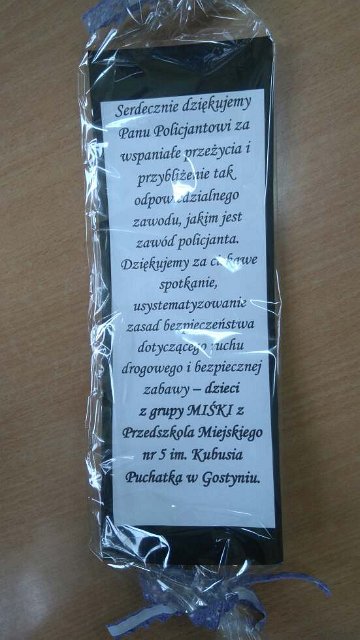 Serdecznie dziękujemy
Panu Policjantowi za
wspaniałe przeżycia i
przybliżenie tak
odpowiedzialnego
zawodu, jakim jest
zawód policjanta.
Dziękujemy za ciekawe
spotkanie,
usystematyzowanie
zasad bezpieczeństwa
dotyczącego ruchu
drogowego i bezpiecznej
zabawy – dzieci
z grupy MIŚKI z
Przedszkola Miejskiego
nr 5 im. Kubusia
Puchatka w Gostyniu.